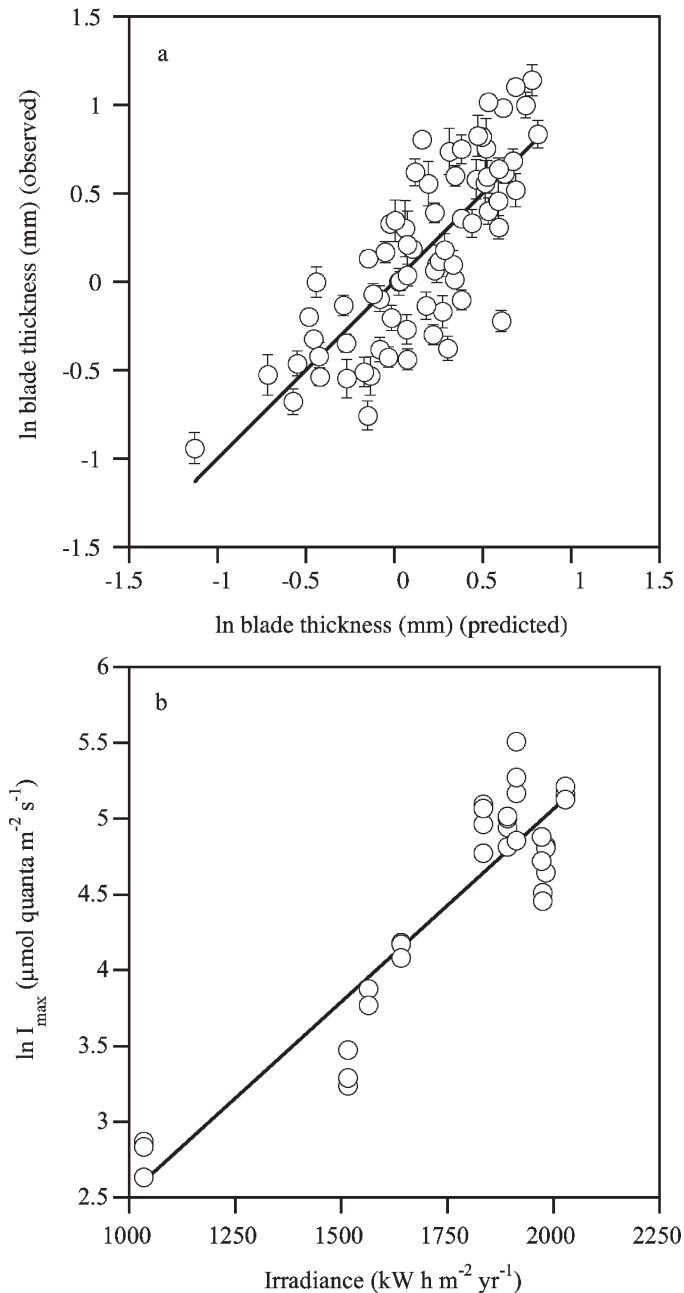 a
1.5
1
0.5
0
-0.5
-1
-1.5
ln blade thickness (mm) (observed)
-1.5 -1 -0.5 0 0.5 1 1.5
ln blade thickness (mm) (predicted)
b
6
5.5
5
4.5
4
3.5
3
2.5
ln I_max (μmol quanta m⁻² s⁻¹)
1000 1250 1500 1750 2000 2250
Irradiance (kW h m⁻² yr⁻¹)